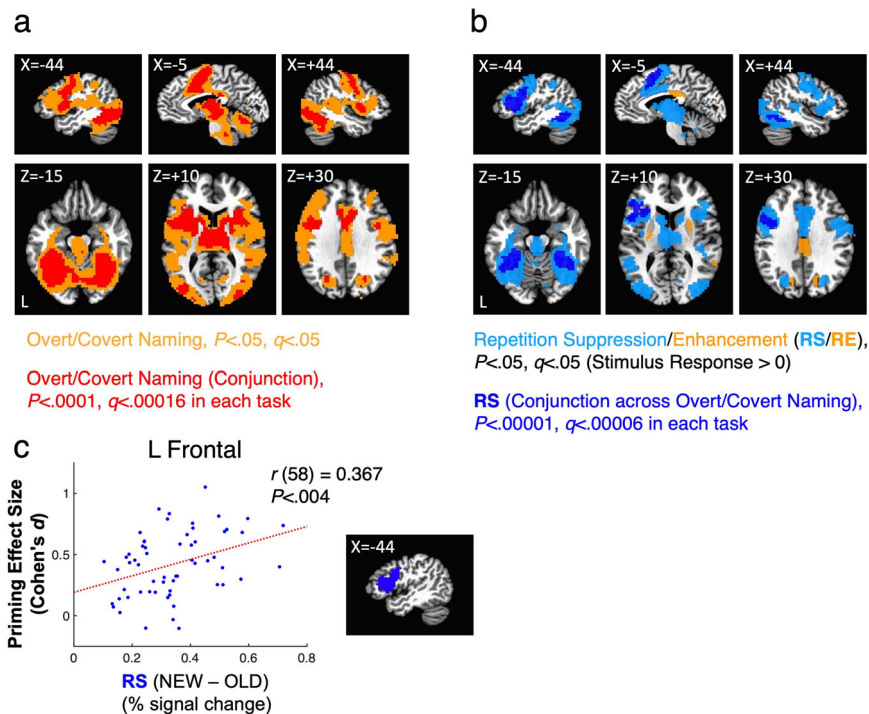 a
X=-44
X=-5
X=+44
Z=-15
Z=+10
Z=+30
L
Overt/Covert Naming, P<.05, q<.05
Overt/Covert Naming (Conjunction),
P<.0001, q<.00016 in each task
b
X=-44
X=-5
X=+44
Z=-15
Z=+10
Z=+30
L
Repetition Suppression/Enhancement (RS/RE),
P<.05, q<.05 (Stimulus Response > 0)
RS (Conjunction across Overt/Covert Naming),
P<.00001, q<.00006 in each task
c
L Frontal
r (58) = 0.367
P<.004
Priming Effect Size
(Cohen's d)
1
0.5
0
0
0.2
0.4
0.6
0.8
RS (NEW – OLD)
(% signal change)
X=-44